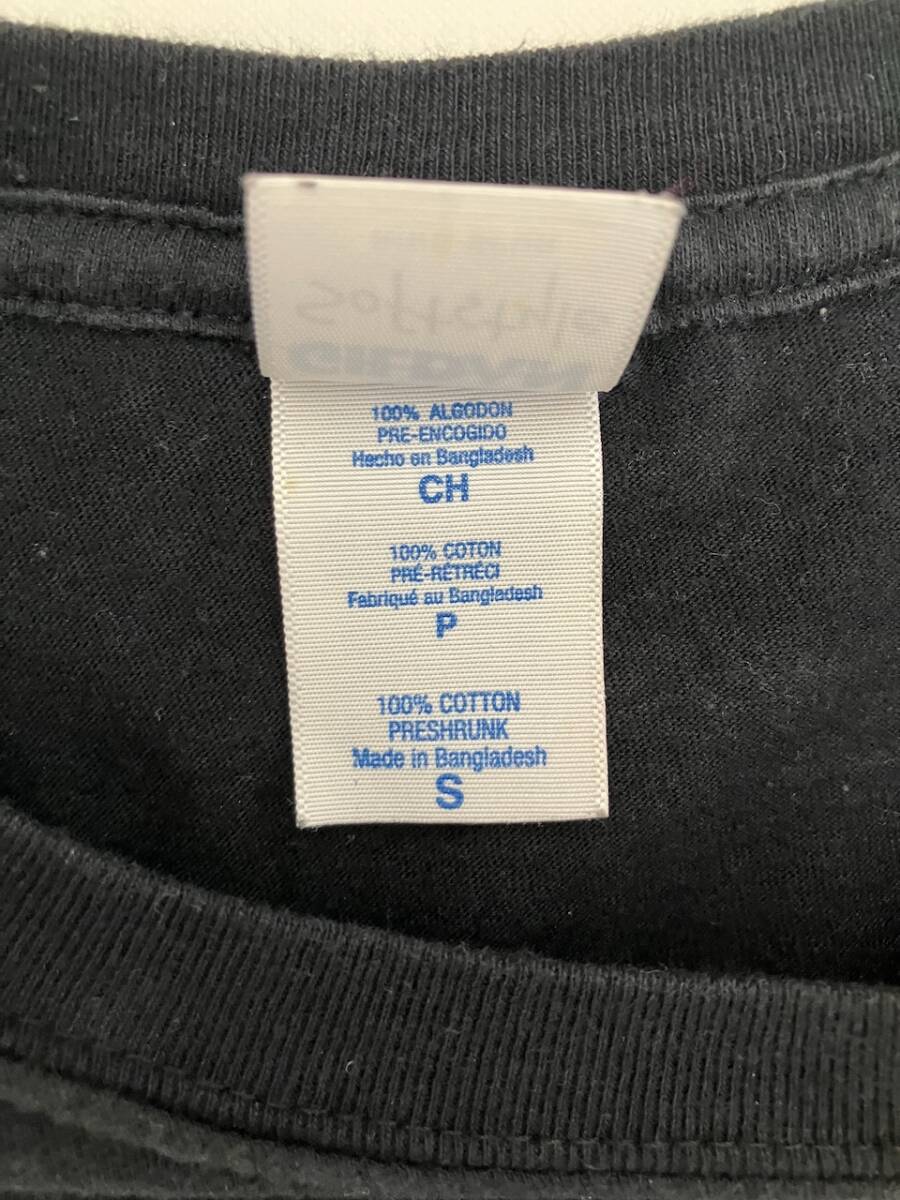 100% ALGODON
PRE-ENCOGIDO
Hecho en Bangladesh
CH
100% COTON
PRÉ-RÉTRÉCI
Fabriqué au Bangladesh
P
100% COTTON
PRESHRUNK
Made in Bangladesh
S